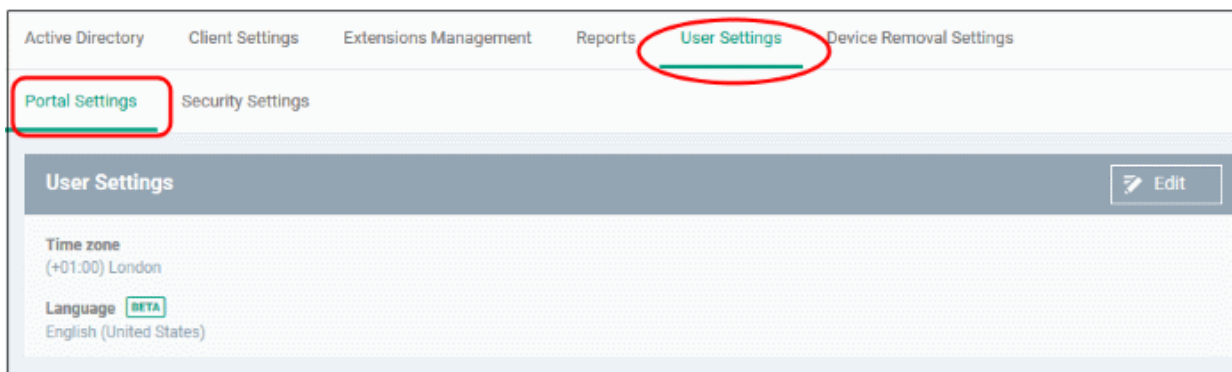 Active Directory Client Settings Extensions Management Reports User Settings Device Removal Settings
Portal Settings Security Settings
User Settings Edit
Time zone
(+01:00) London
Language BETA
English (United States)